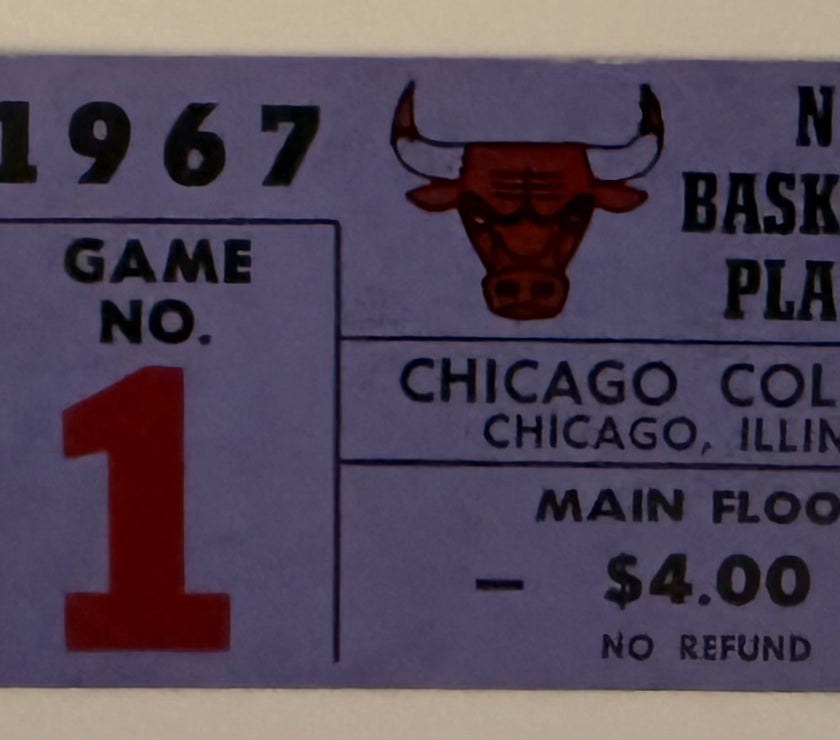 1967
GAME
NO.
1
N
BASK
PLA
CHICAGO COL
CHICAGO, ILLIN
MAIN FLOO
- $4.00
NO REFUND